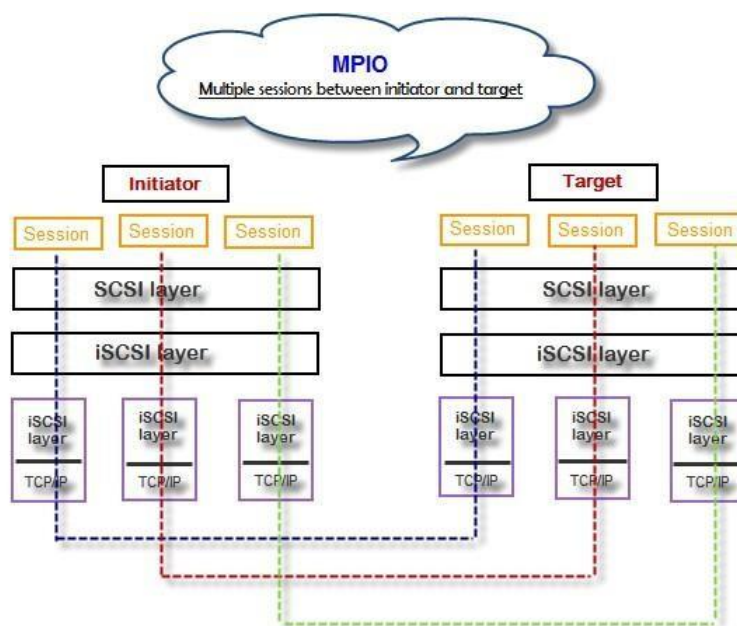 MPIO
Multiple sessions between initiator and target
Initiator
Target
Session
Session
Session
Session
Session
Session
SCSI layer
SCSI layer
iSCSI layer
iSCSI layer
iSCSI
layer
TCP/IP
iSCSI
layer
TCP/IP
iSCSI
layer
TCP/IP
iSCSI
layer
TCP/IP
iSCSI
layer
TCP/IP
iSCSI
layer
TCP/IP